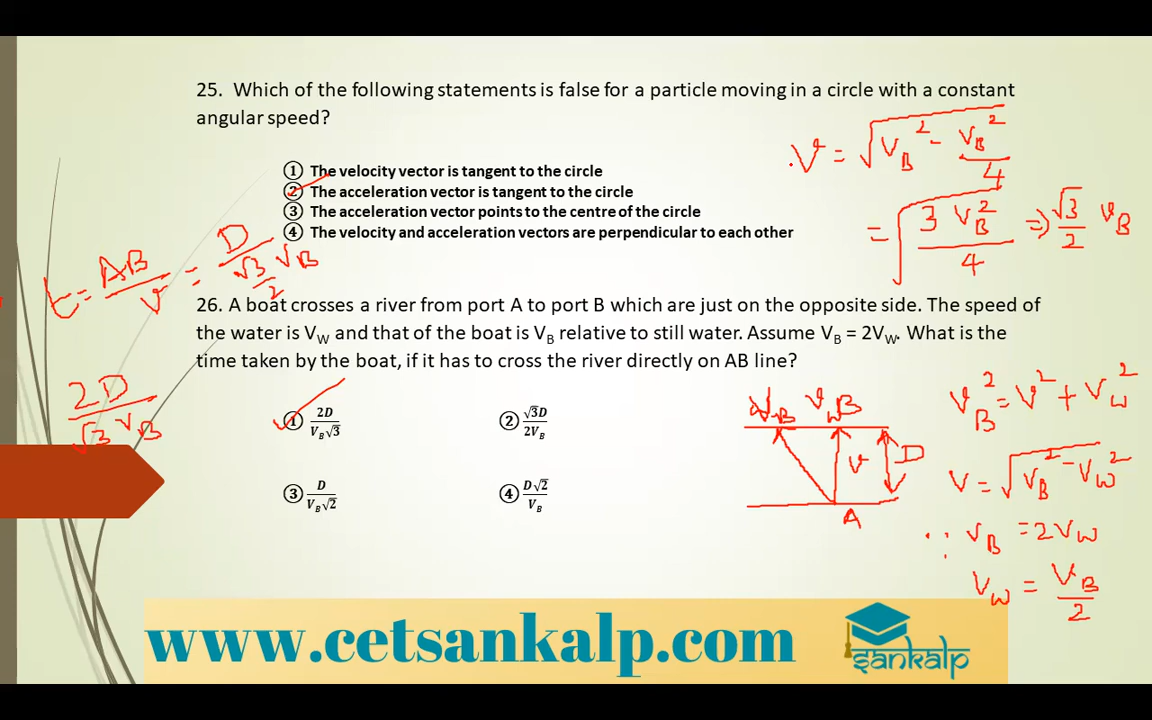 25. Which of the following statements is false for a particle moving in a circle with a constant
angular speed?
① The velocity vector is tangent to the circle
② The acceleration vector is tangent to the circle
③ The acceleration vector points to the centre of the circle
④ The velocity and acceleration vectors are perpendicular to each other
V = √(V_B² - V_B²/4)
= √(3 V_B²/4) ⇒ √3/2 V_B
t = AB/V = D/(√3/2 V_B)
2D/(√3 V_B)
26. A boat crosses a river from port A to port B which are just on the opposite side. The speed of
the water is V_W and that of the boat is V_B relative to still water. Assume V_B = 2V_W. What is the
time taken by the boat, if it has to cross the river directly on AB line?
① 2D/(V_B√3)
② √3D/(2V_B)
③ D/(V_B√2)
④ D√2/V_B
V_B V_W B
V D
A
V_B² = V² + V_W²
V = √(V_B² - V_W²)
∵ V_B = 2V_W
V_W = V_B/2
www.cetsankalp.com
sankalp